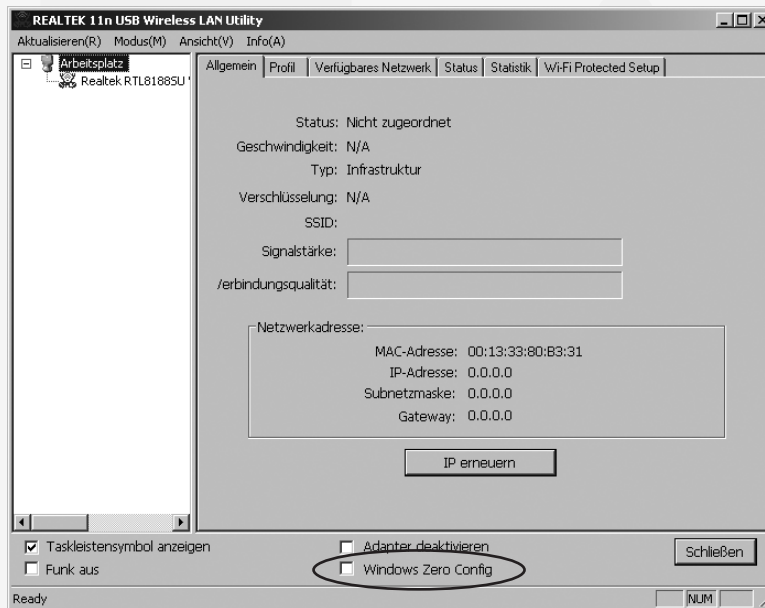 REALTEK 11n USB Wireless LAN Utility
Aktualisieren(R) Modus(M) Ansicht(V) Info(A)
Arbeitsplatz
Realtek RTL8188SU
Allgemein Profil Verfügbares Netzwerk Status Statistik Wi-Fi Protected Setup
Status: Nicht zugeordnet
Geschwindigkeit: N/A
Typ: Infrastruktur
Verschlüsselung: N/A
SSID:
Signalstärke:
/erbindungsqualität:
Netzwerkadresse:
MAC-Adresse: 00:13:33:80:B3:31
IP-Adresse: 0.0.0.0
Subnetzmaske: 0.0.0.0
Gateway: 0.0.0.0
IP erneuern
Taskleistensymbol anzeigen
Adapter deaktivieren
Schließen
Funk aus
Windows Zero Config
Ready
NUM